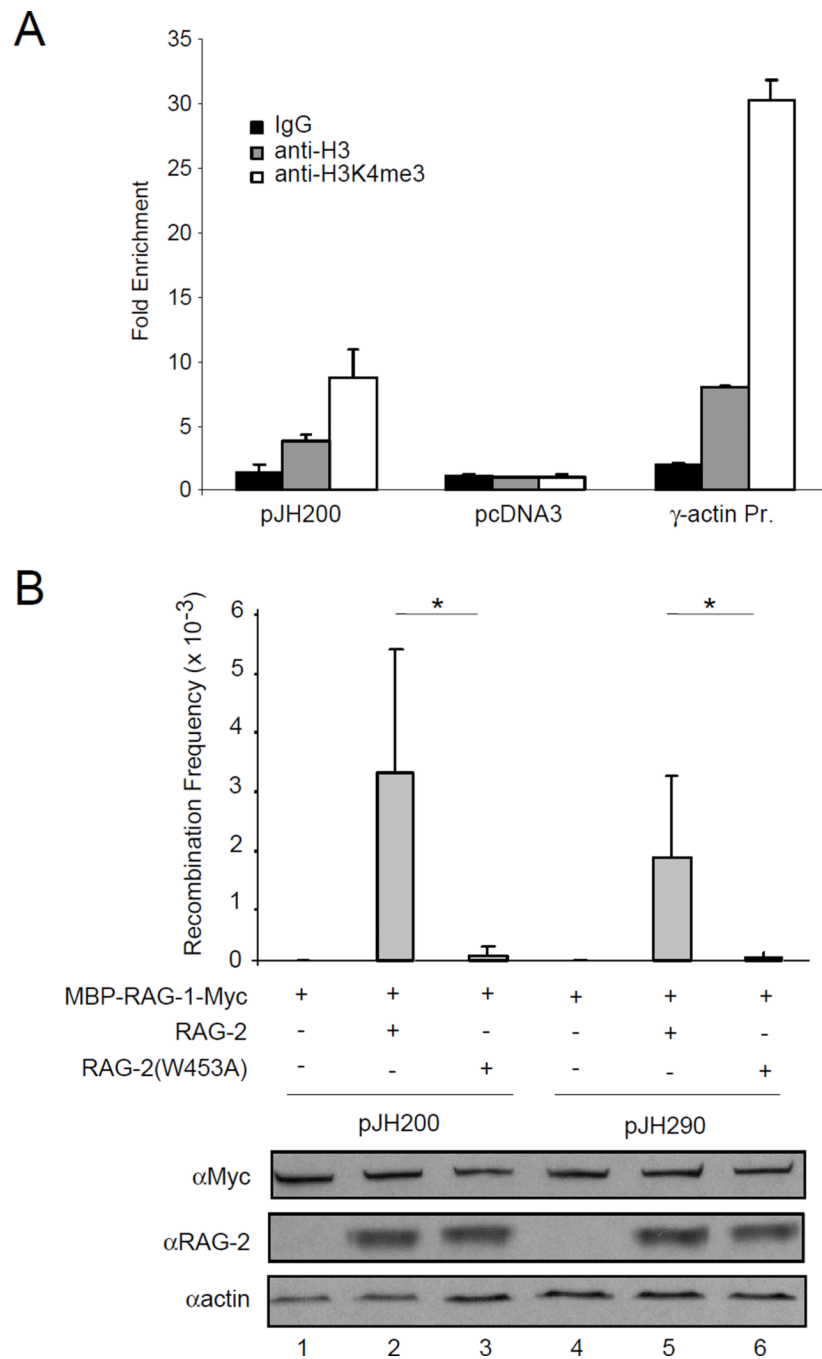 A
Fold Enrichment
35
30
25
20
15
10
5
0
IgG
anti-H3
anti-H3K4me3
pJH200 pcDNA3 γ-actin Pr.
B
Recombination Frequency (x 10-3)
6
5
4
3
2
1
0
* *
MBP-RAG-1-Myc + + + + + +
RAG-2 - + - - + -
RAG-2(W453A) - - + - - +
pJH200 pJH290
αMyc
αRAG-2
αactin
1 2 3 4 5 6